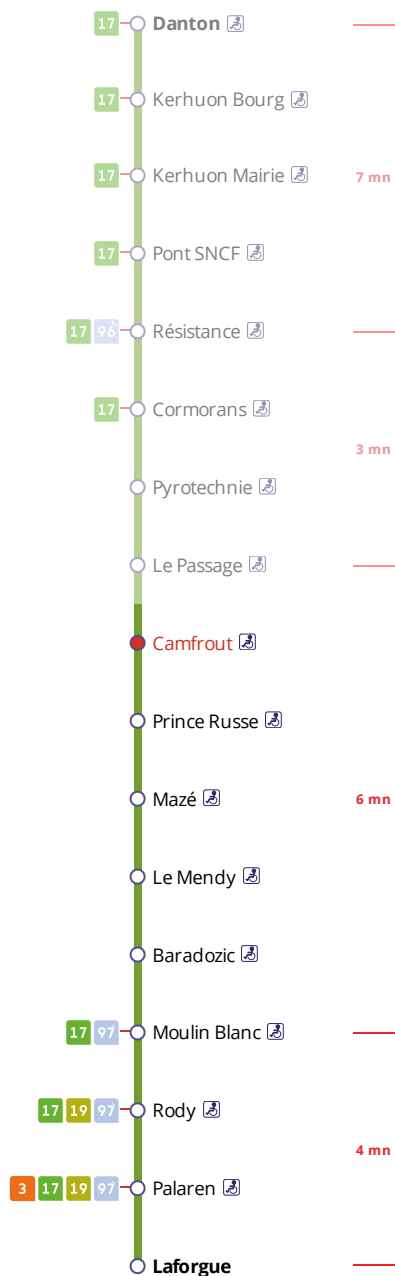 17 Danton
17 Kerhuon Bourg
17 Kerhuon Mairie 7 mn
17 Pont SNCF
17 96 Résistance
17 Cormorans
3 mn
Pyrotechnie
Le Passage
Camfrout
Prince Russe
Mazé 6 mn
Le Mendy
Baradozic
17 97 Moulin Blanc
17 19 97 Rody
4 mn
3 17 19 97 Palaren
Laforgue